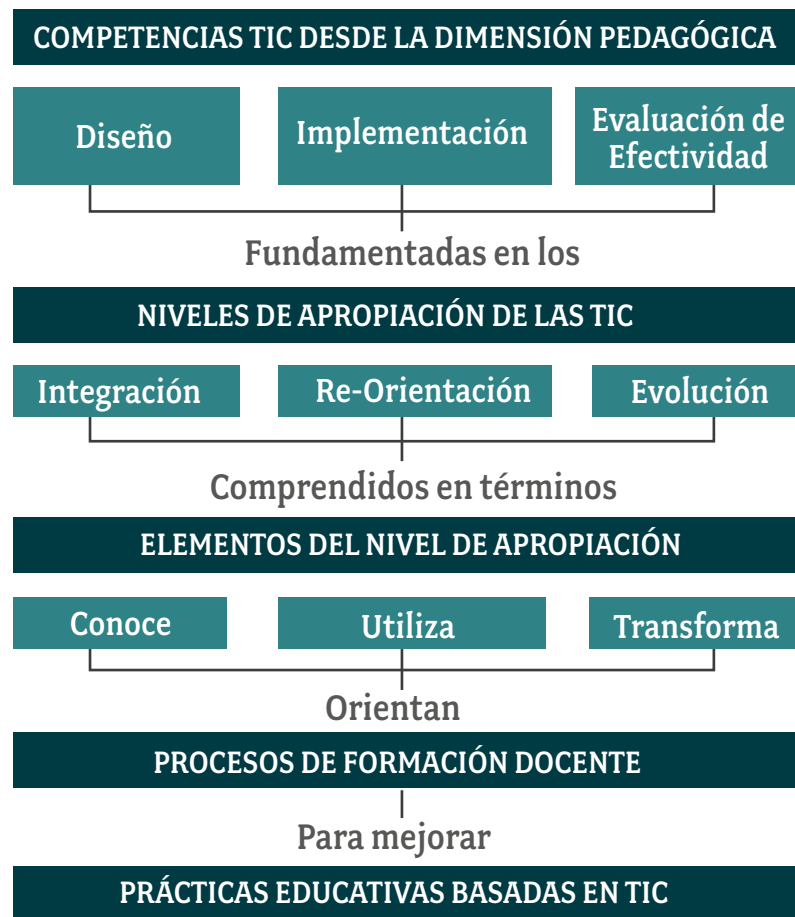 COMPETENCIAS TIC DESDE LA DIMENSIÓN PEDAGÓGICA
Diseño
Implementación
Evaluación de
Efectividad
Fundamentadas en los
NIVELES DE APROPIACIÓN DE LAS TIC
Integración
Re-Orientación
Evolución
Comprendidos en términos
ELEMENTOS DEL NIVEL DE APROPIACIÓN
Conoce
Utiliza
Transforma
Orientan
PROCESOS DE FORMACIÓN DOCENTE
Para mejorar
PRÁCTICAS EDUCATIVAS BASADAS EN TIC